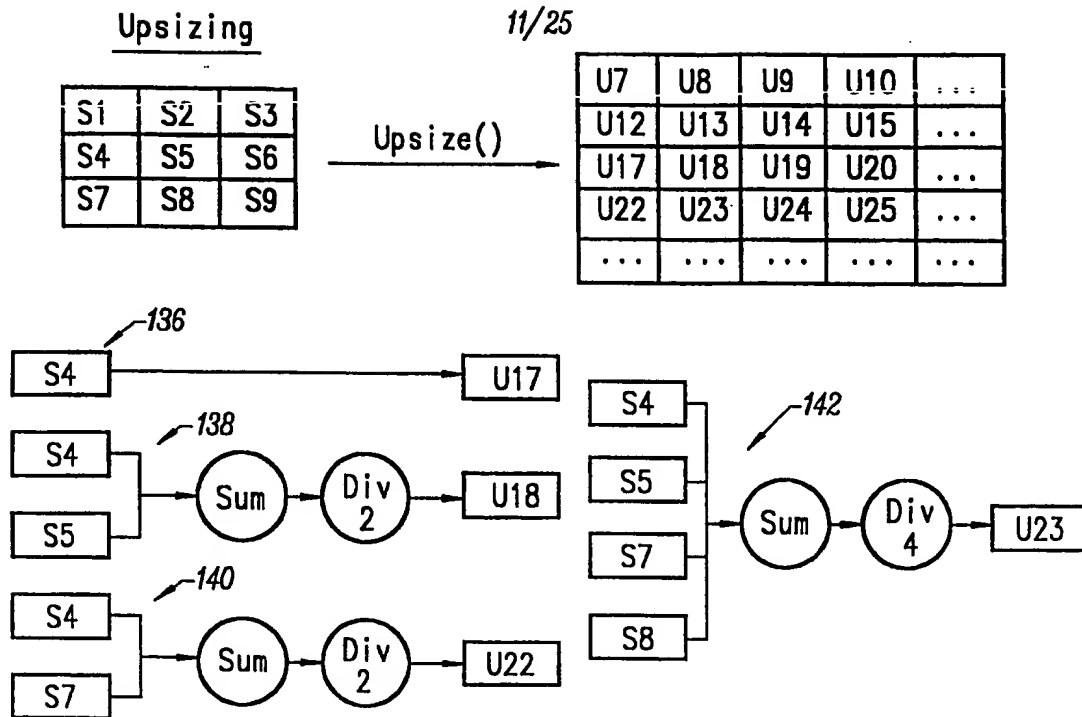 Upsizing
11/25
S1 S2 S3
S4 S5 S6
S7 S8 S9
Upsize()
U7 U8 U9 U10 ...
U12 U13 U14 U15 ...
U17 U18 U19 U20 ...
U22 U23 U24 U25 ...
... ... ... ... ...
136
S4 U17
138
S4
S5
Sum Div 2 U18
140
S4
S7
Sum Div 2 U22
142
S4
S5
S7
S8
Sum Div 4 U23